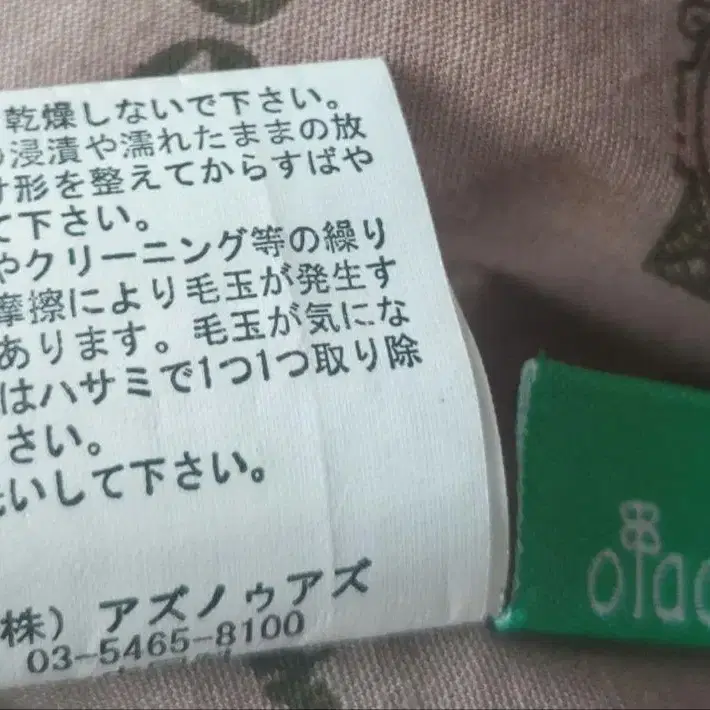 乾燥しないで下さい。
浸漬や濡れたままの放
形を整えてからすばや
て下さい。
やクリーニング等の繰り
摩擦により毛玉が発生す
あります。毛玉が気にな
はハサミで1つ1つ取り除
さい。
洗いして下さい。
株）アズノゥアズ
03-5465-8100